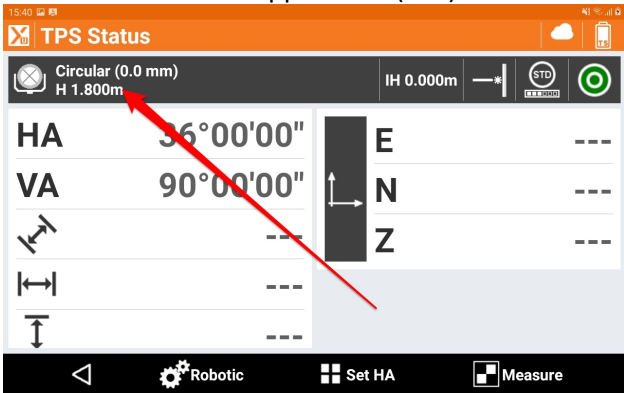 15:40
TPS Status
TS
Circular (0.0 mm)
H 1.800m
IH 0.000m
STD
HA 36°00'00"
VA 90°00'00"
---
---
---
E ---
N ---
Z ---
Robotic
Set HA
Measure